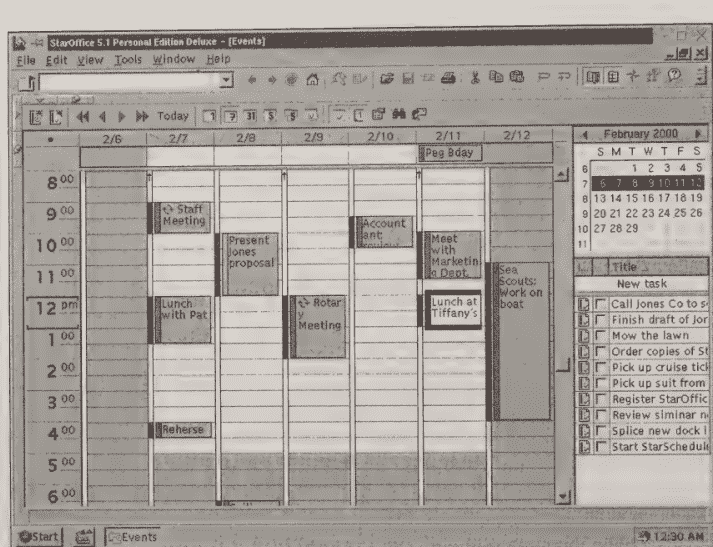 StarOffice 5.1 Personal Edition Deluxe - [Events]
File Edit View Tools Window Help
Today
2/6 2/7 2/8 2/9 2/10 2/11 2/12
Peg Bday
8 00
9 00
10 00
11 00
12 pm
1 00
2 00
3 00
4 00
5 00
6 00
Staff
Meeting
Lunch
with Pat
Reherse
Present
Jones
proposal
Rotar
y
Meeting
Account
ant:
Meet
with
Marketin
g Dept.
Lunch at
Tiffany's
Sea
Scouts:
Work on
boat
February 2000
S M T W T F S
6 1 2 3 4 5
7 6 7 8 9 10 11 12
8 13 14 15 16 17 18 19
9 20 21 22 23 24 25 26
10 27 28 29
11
Title
New task
Call Jones Co to s
Finish draft of Jor
Mow the lawn
Order copies of St
Pick up cruise tick
Pick up suit from
Register StarOffic
Review siminar n
Splice new dock l
Start StarSchedul
Start
Events
12:30 AM